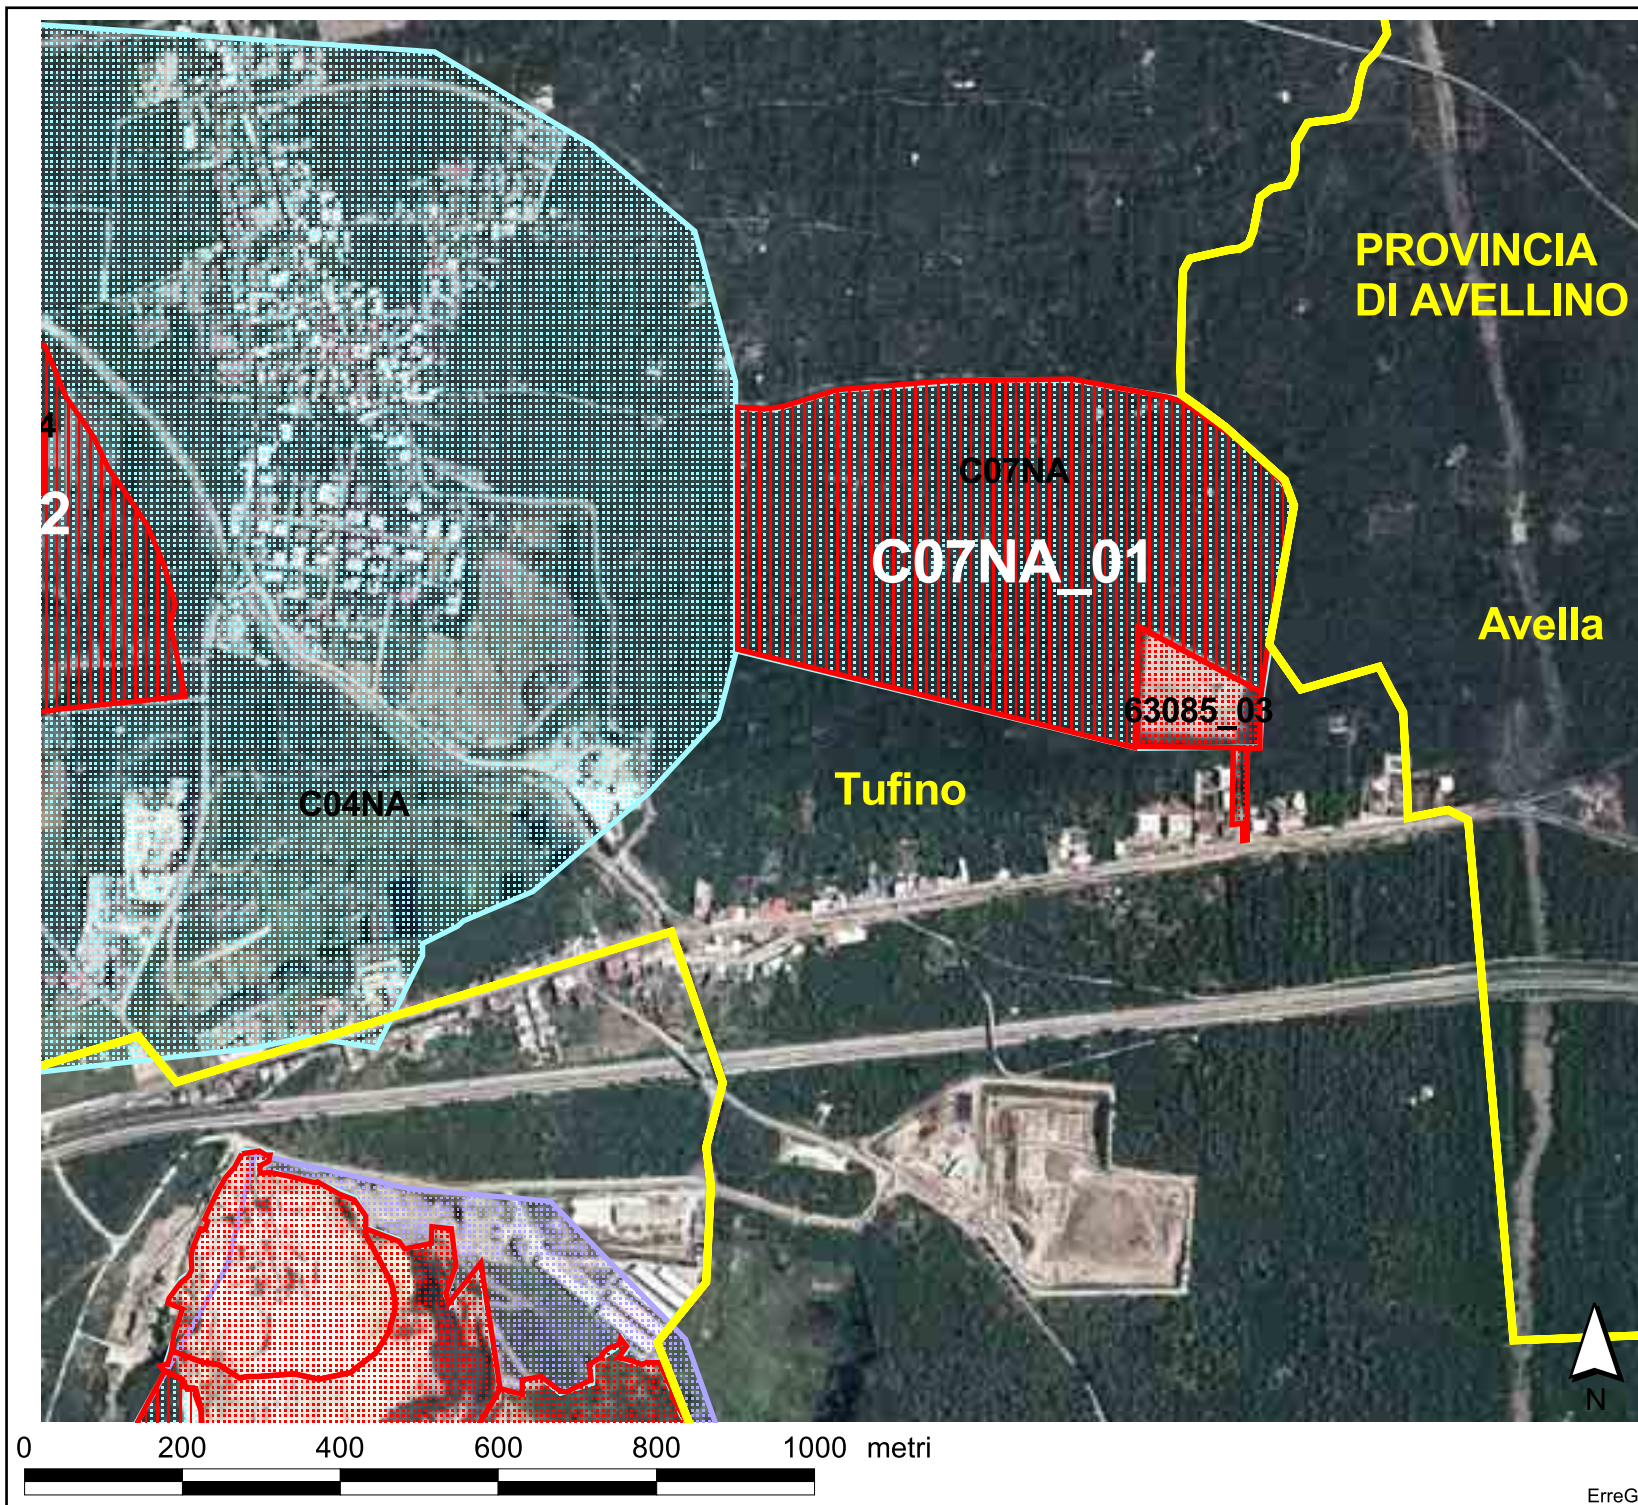 PROVINCIA
DI AVELLINO
4
2
C07NA
C07NA_01
Avella
63085_03
Tufino
C04NA
N
0 200 400 600 800 1000 metri
ErreG